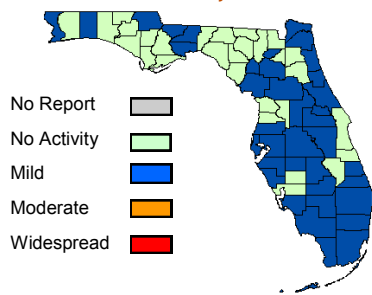 No Report
No Activity
Mild
Moderate
Widespread